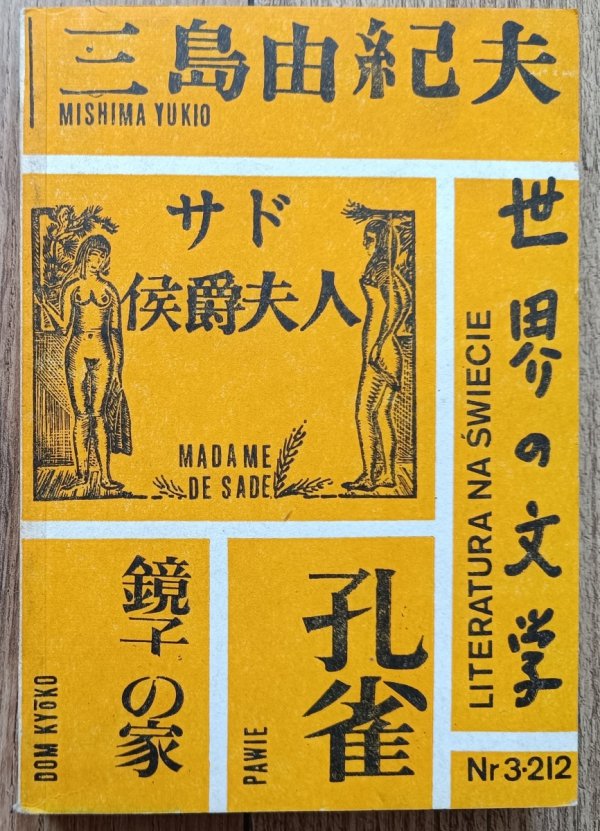 三島由紀夫
MISHIMA YUKIO
サド
侯爵夫人
MADAME
DE SADE
世界の文学
LITERATURA NA ŚWIECIE
鏡子の家
DOM KYŌKO
孔雀
PAWIE
Nr 3·212